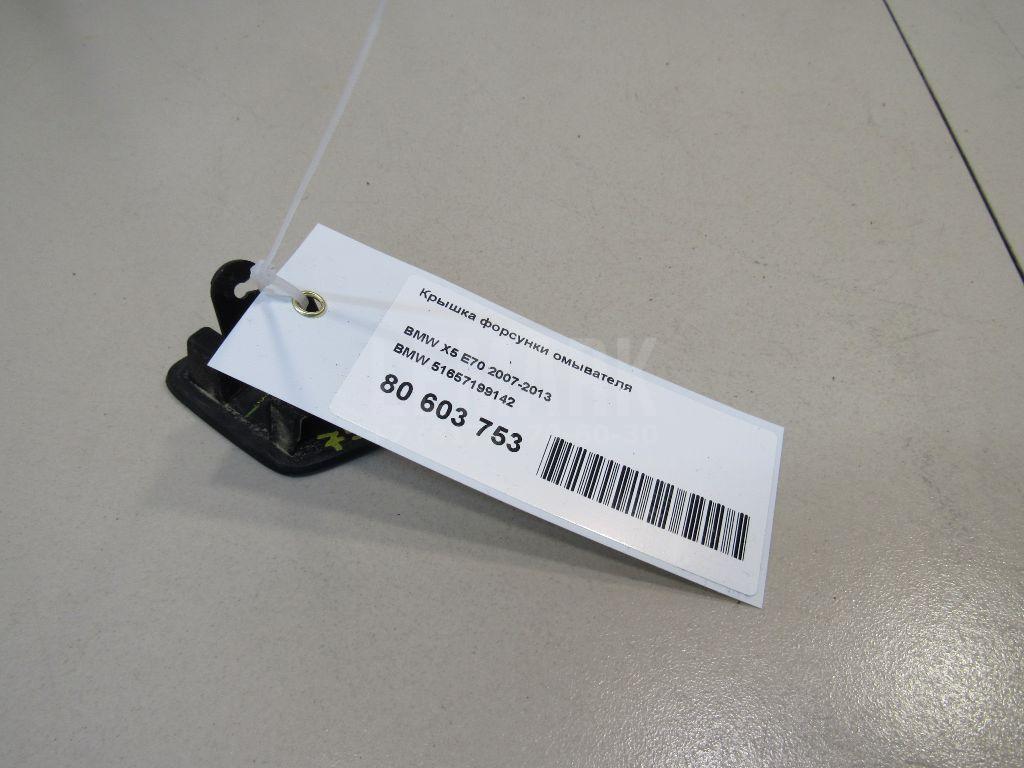 Крышка форсунки омывателя
BMW X5 E70 2007-2013
BMW 51657199142
80 603 753